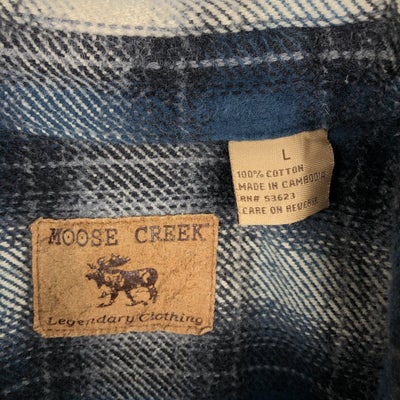 L
100% COTTON
MADE IN CAMBODIA
RN# 53623
CARE ON REVERSE
MOOSE CREEK
Legendary Clothing